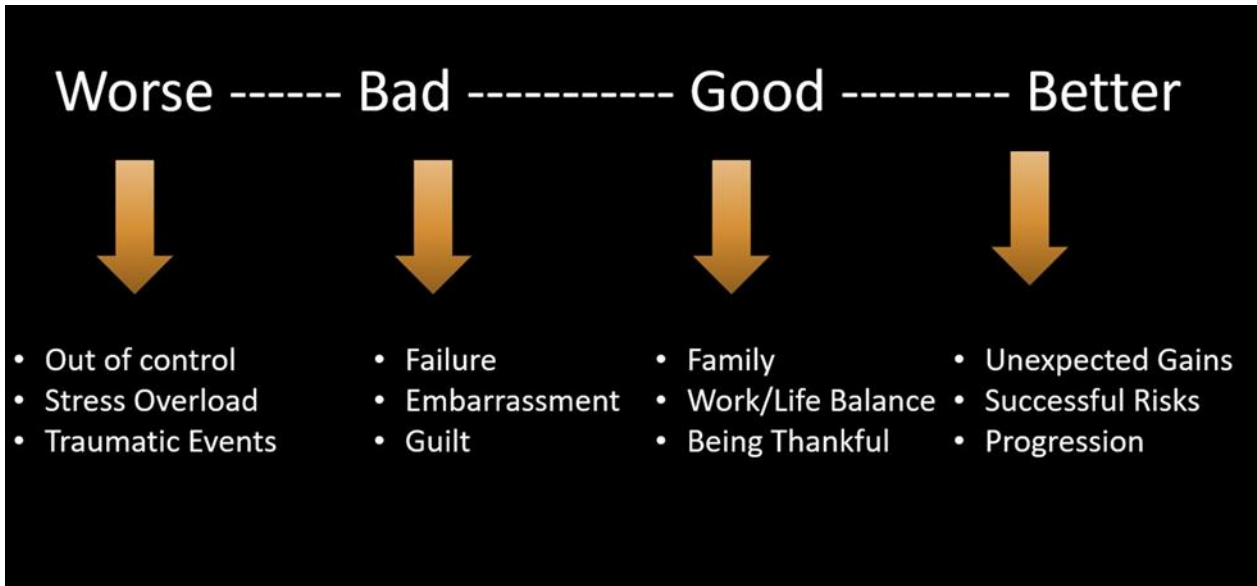 Worse ------ Bad ----------- Good --------- Better
• Out of control
• Stress Overload
• Traumatic Events
• Failure
• Embarrassment
• Guilt
• Family
• Work/Life Balance
• Being Thankful
• Unexpected Gains
• Successful Risks
• Progression